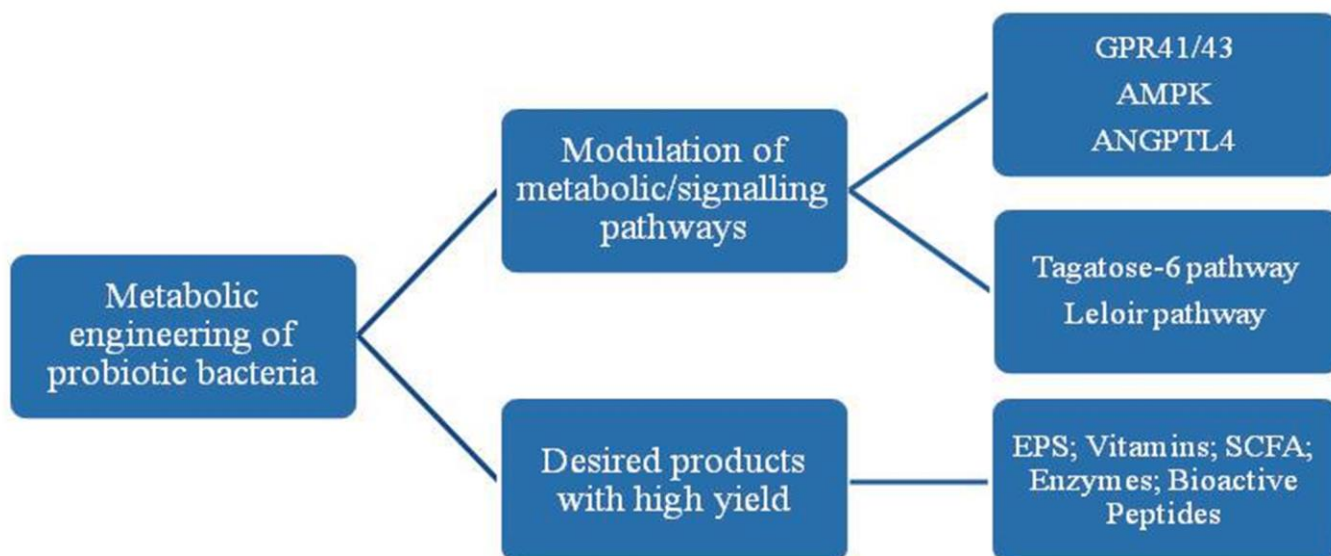 Metabolic
engineering of
probiotic bacteria
Modulation of
metabolic/signalling
pathways
Desired products
with high yield
GPR41/43
AMPK
ANGPTL4
Tagatose-6 pathway
Leloir pathway
EPS; Vitamins; SCFA;
Enzymes; Bioactive
Peptides